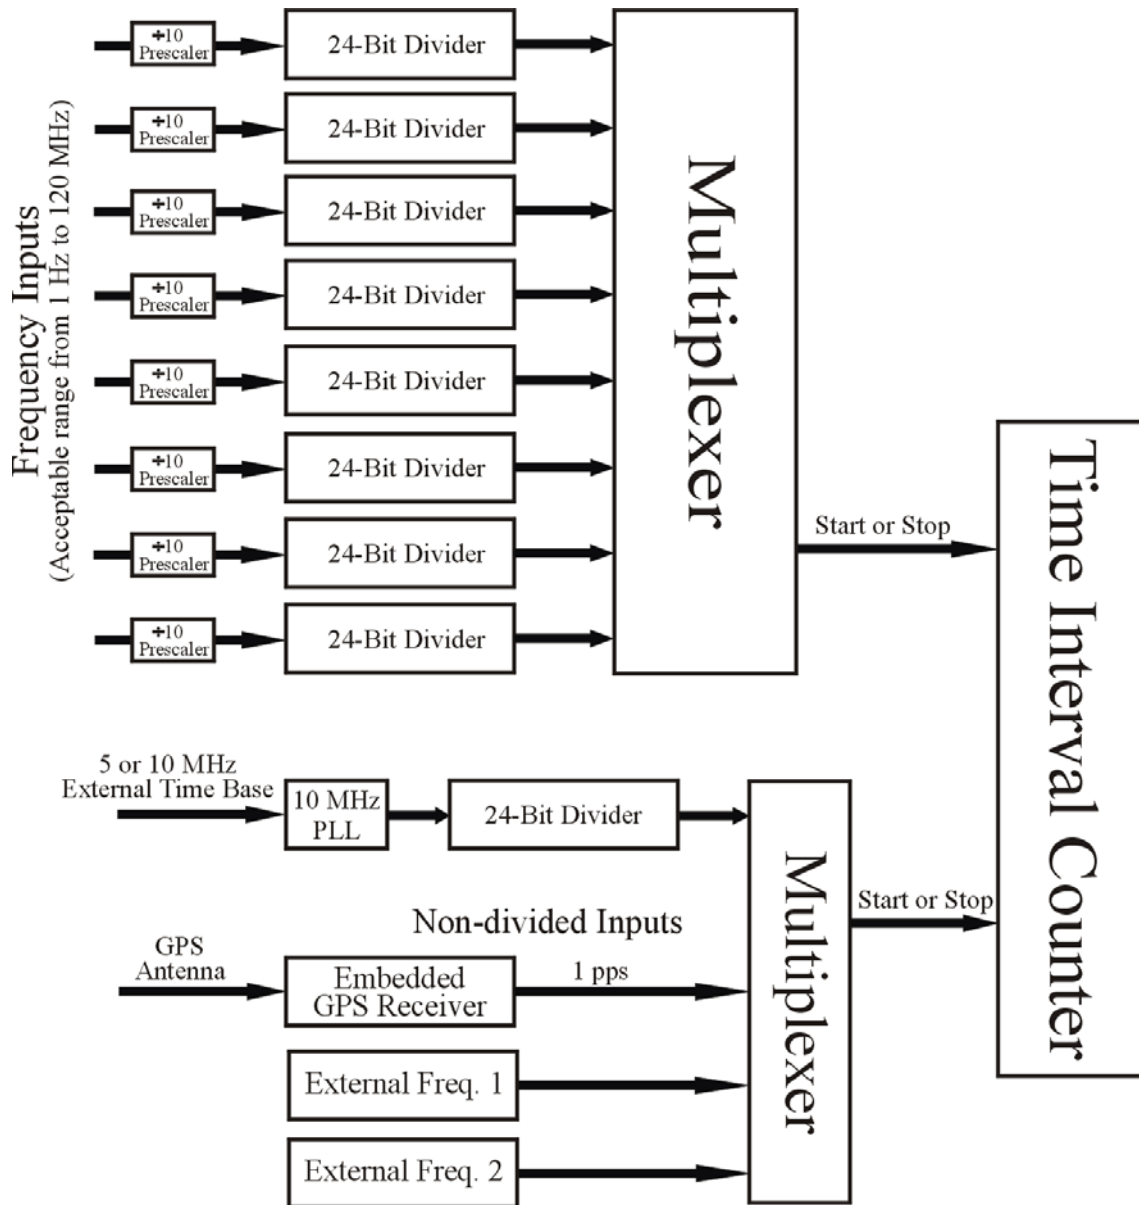 Frequency Inputs
(Acceptable range from 1 Hz to 120 MHz)
÷10
Prescaler
24-Bit Divider
÷10
Prescaler
24-Bit Divider
÷10
Prescaler
24-Bit Divider
÷10
Prescaler
24-Bit Divider
÷10
Prescaler
24-Bit Divider
÷10
Prescaler
24-Bit Divider
÷10
Prescaler
24-Bit Divider
÷10
Prescaler
24-Bit Divider
Multiplexer
Start or Stop
Time Interval Counter
5 or 10 MHz
External Time Base
10 MHz
PLL
24-Bit Divider
Non-divided Inputs
GPS
Antenna
Embedded
GPS Receiver
1 pps
External Freq. 1
External Freq. 2
Multiplexer
Start or Stop